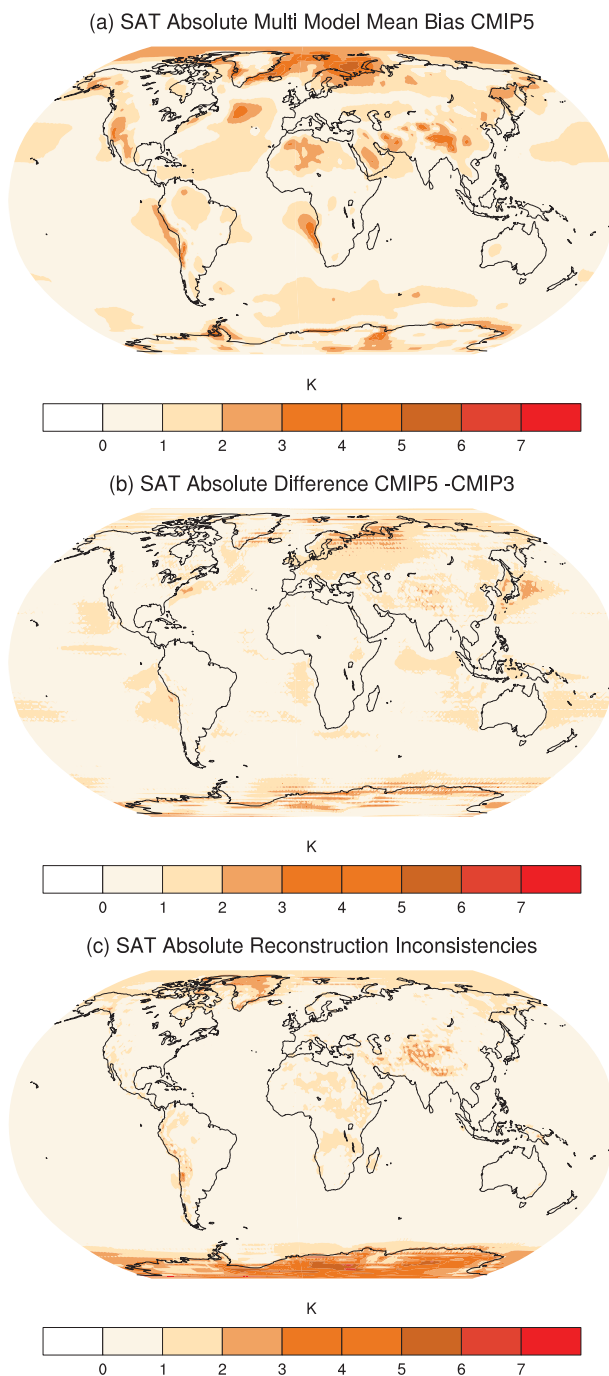 (a) SAT Absolute Multi Model Mean Bias CMIP5
K
0 1 2 3 4 5 6 7
(b) SAT Absolute Difference CMIP5 -CMIP3
K
0 1 2 3 4 5 6 7
(c) SAT Absolute Reconstruction Inconsistencies
K
0 1 2 3 4 5 6 7